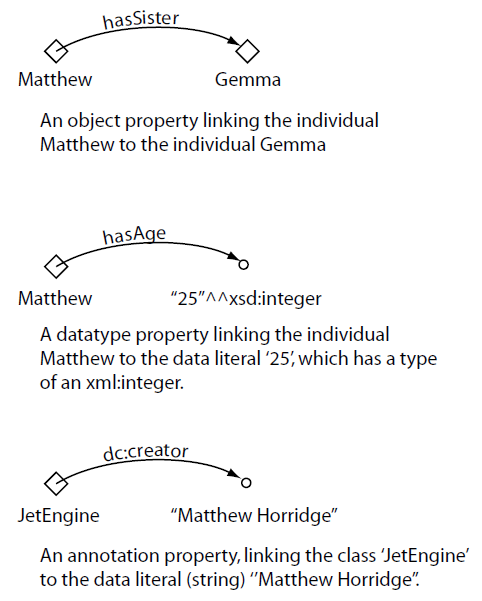 hasSister
Matthew Gemma
An object property linking the individual
Matthew to the individual Gemma
hasAge
Matthew “25”^^xsd:integer
A datatype property linking the individual
Matthew to the data literal ‘25’, which has a type
of an xml:integer.
dc:creator
JetEngine “Matthew Horridge”
An annotation property, linking the class ‘JetEngine’
to the data literal (string) “Matthew Horridge”.